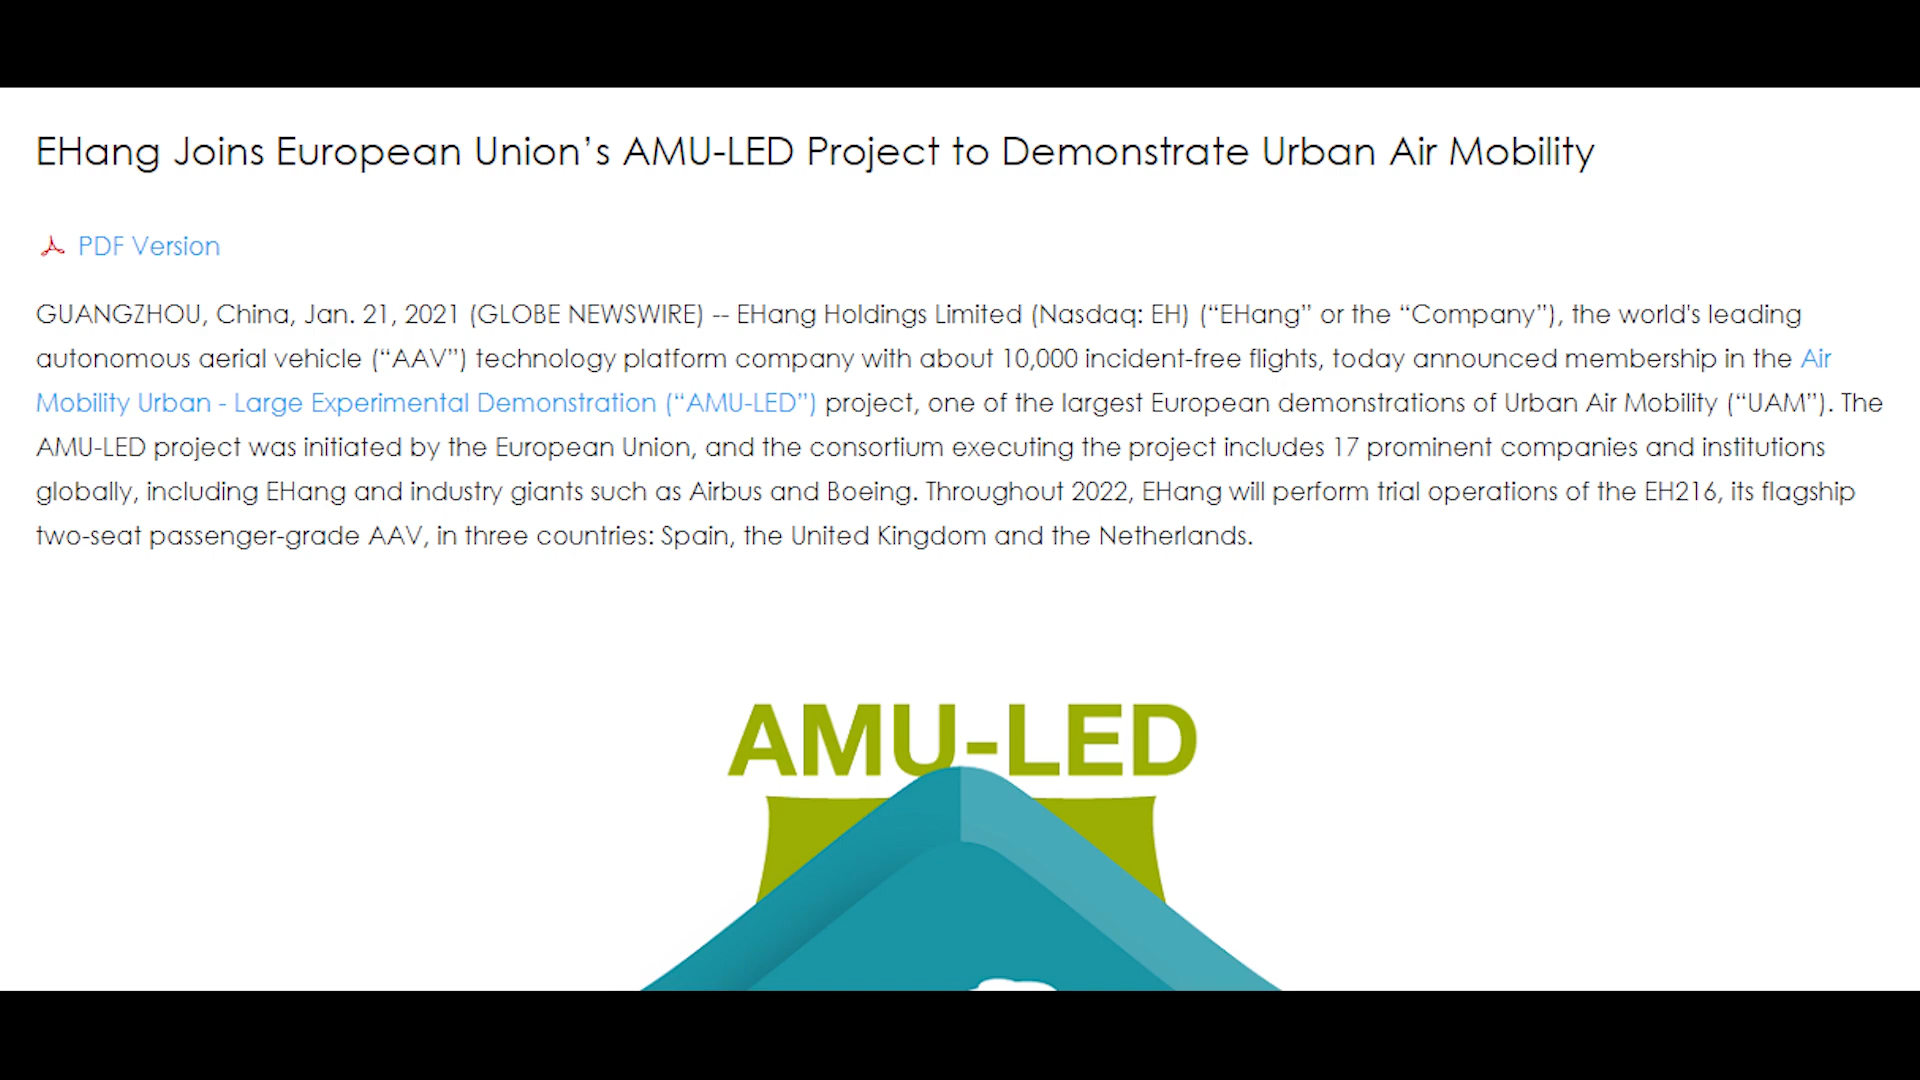 EHang Joins European Union’s AMU-LED Project to Demonstrate Urban Air Mobility
PDF Version
GUANGZHOU, China, Jan. 21, 2021 (GLOBE NEWSWIRE) -- EHang Holdings Limited (Nasdaq: EH) (“EHang” or the “Company”), the world's leading
autonomous aerial vehicle (“AAV”) technology platform company with about 10,000 incident-free flights, today announced membership in the Air
Mobility Urban - Large Experimental Demonstration (“AMU-LED”) project, one of the largest European demonstrations of Urban Air Mobility (“UAM”). The
AMU-LED project was initiated by the European Union, and the consortium executing the project includes 17 prominent companies and institutions
globally, including EHang and industry giants such as Airbus and Boeing. Throughout 2022, EHang will perform trial operations of the EH216, its flagship
two-seat passenger-grade AAV, in three countries: Spain, the United Kingdom and the Netherlands.
AMU-LED